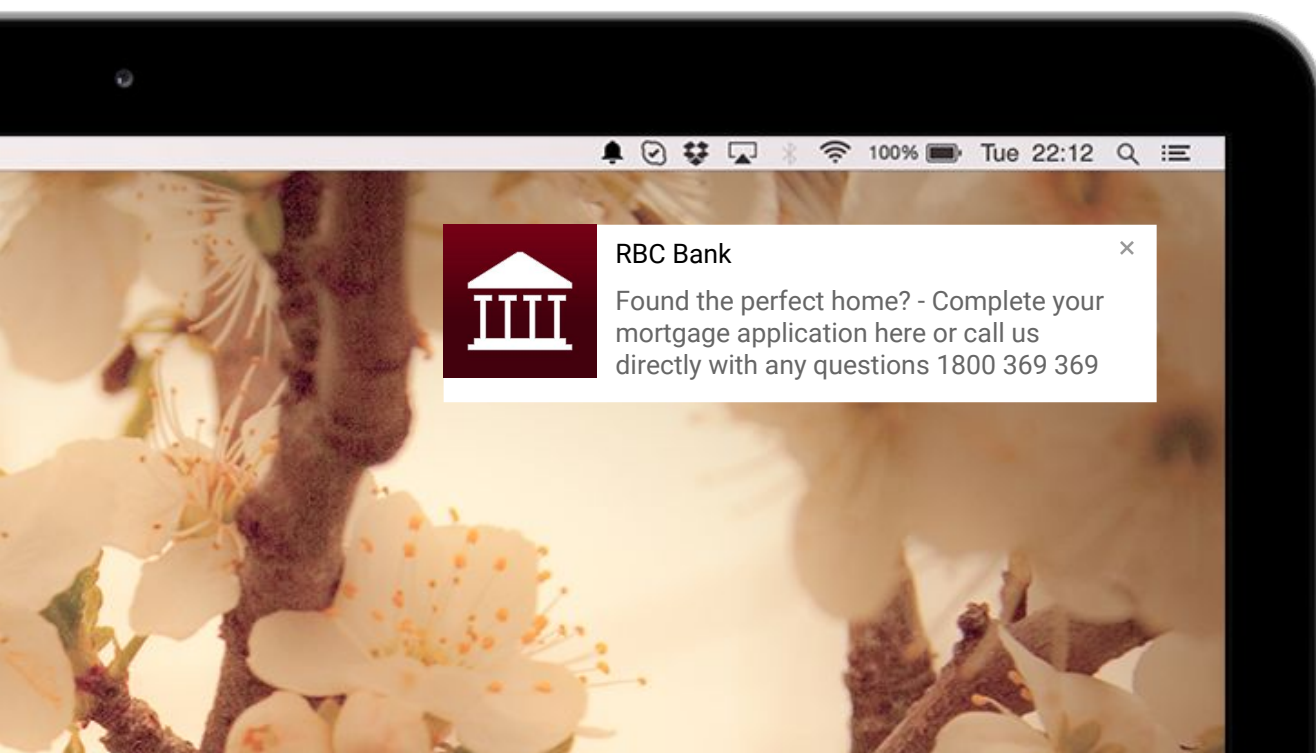 100% Tue 22:12
RBC Bank
Found the perfect home? - Complete your
mortgage application here or call us
directly with any questions 1800 369 369